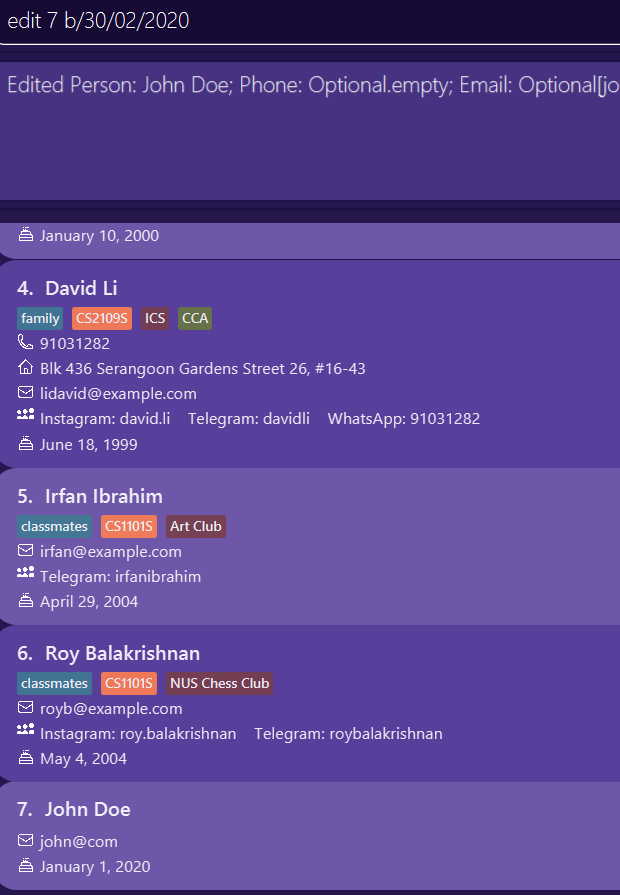 edit 7 b/30/02/2020
Edited Person: John Doe; Phone: Optional.empty; Email: Optional[jo
January 10, 2000
4. David Li
family CS2109S ICS CCA
91031282
Blk 436 Serangoon Gardens Street 26, #16-43
lidavid@example.com
Instagram: david.li Telegram: davidli WhatsApp: 91031282
June 18, 1999
5. Irfan Ibrahim
classmates CS1101S Art Club
irfan@example.com
Telegram: irfanibrahim
April 29, 2004
6. Roy Balakrishnan
classmates CS1101S NUS Chess Club
royb@example.com
Instagram: roy.balakrishnan Telegram: roybalakrishnan
May 4, 2004
7. John Doe
john@com
January 1, 2020